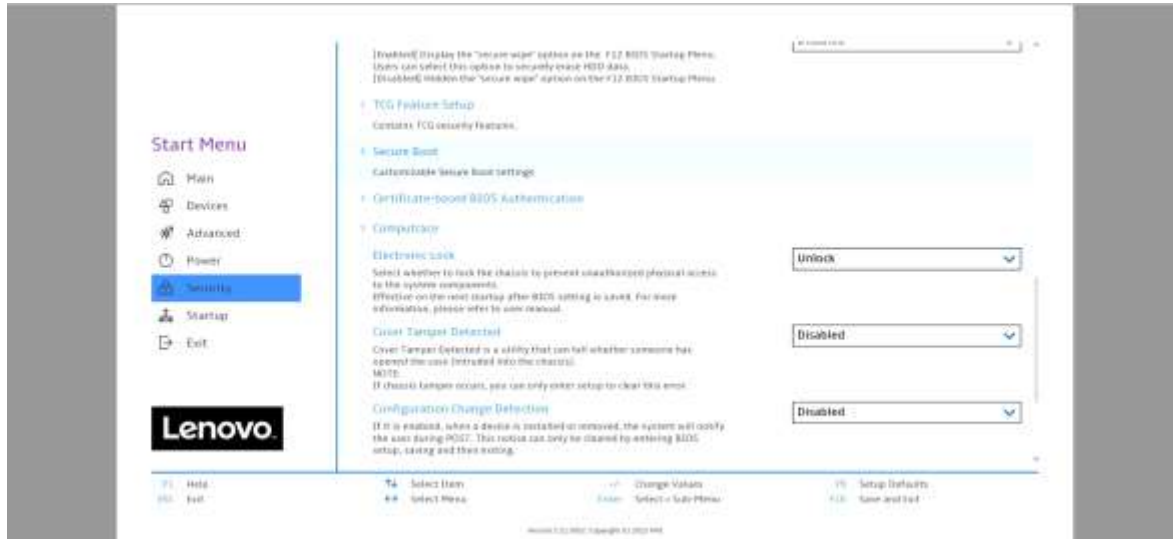 [Enabled] Display the "secure wipe" option on the F12 BIOS Startup Menu.
Users can select this option to securely erase HDD data.
[Disabled] Hidden the "secure wipe" option on the F12 BIOS Startup Menu
TCG Feature Setup
Contains TCG security features.
Start Menu
Secure Boot
Customizable Secure Boot settings
Main
Devices
Certificate-based BIOS Authentication
Advanced
Computrace
Power
Electronic Lock
Unlock
Select whether to lock the chassis to prevent unauthorized physical access
to the system components.
Effective on the next startup after BIOS setting is saved. For more
information, please refer to user manual.
Security
Startup
Exit
Cover Tamper Detected
Disabled
Cover Tamper Detected is a utility that can tell whether someone has
opened the case (intruded into the chassis).
NOTE:
If chassis tamper occurs, you can only enter setup to clear this error.
Configuration Change Detection
Disabled
If it is enabled, when a device is installed or removed, the system will notify
the user during POST. This notice can only be cleared by entering BIOS
setup, saving and then exiting.
Lenovo
F1 Help
Select Item
Change Values
F9 Setup Defaults
ESC Exit
Select Menu
Enter Select > Sub-Menu
F10 Save and Exit